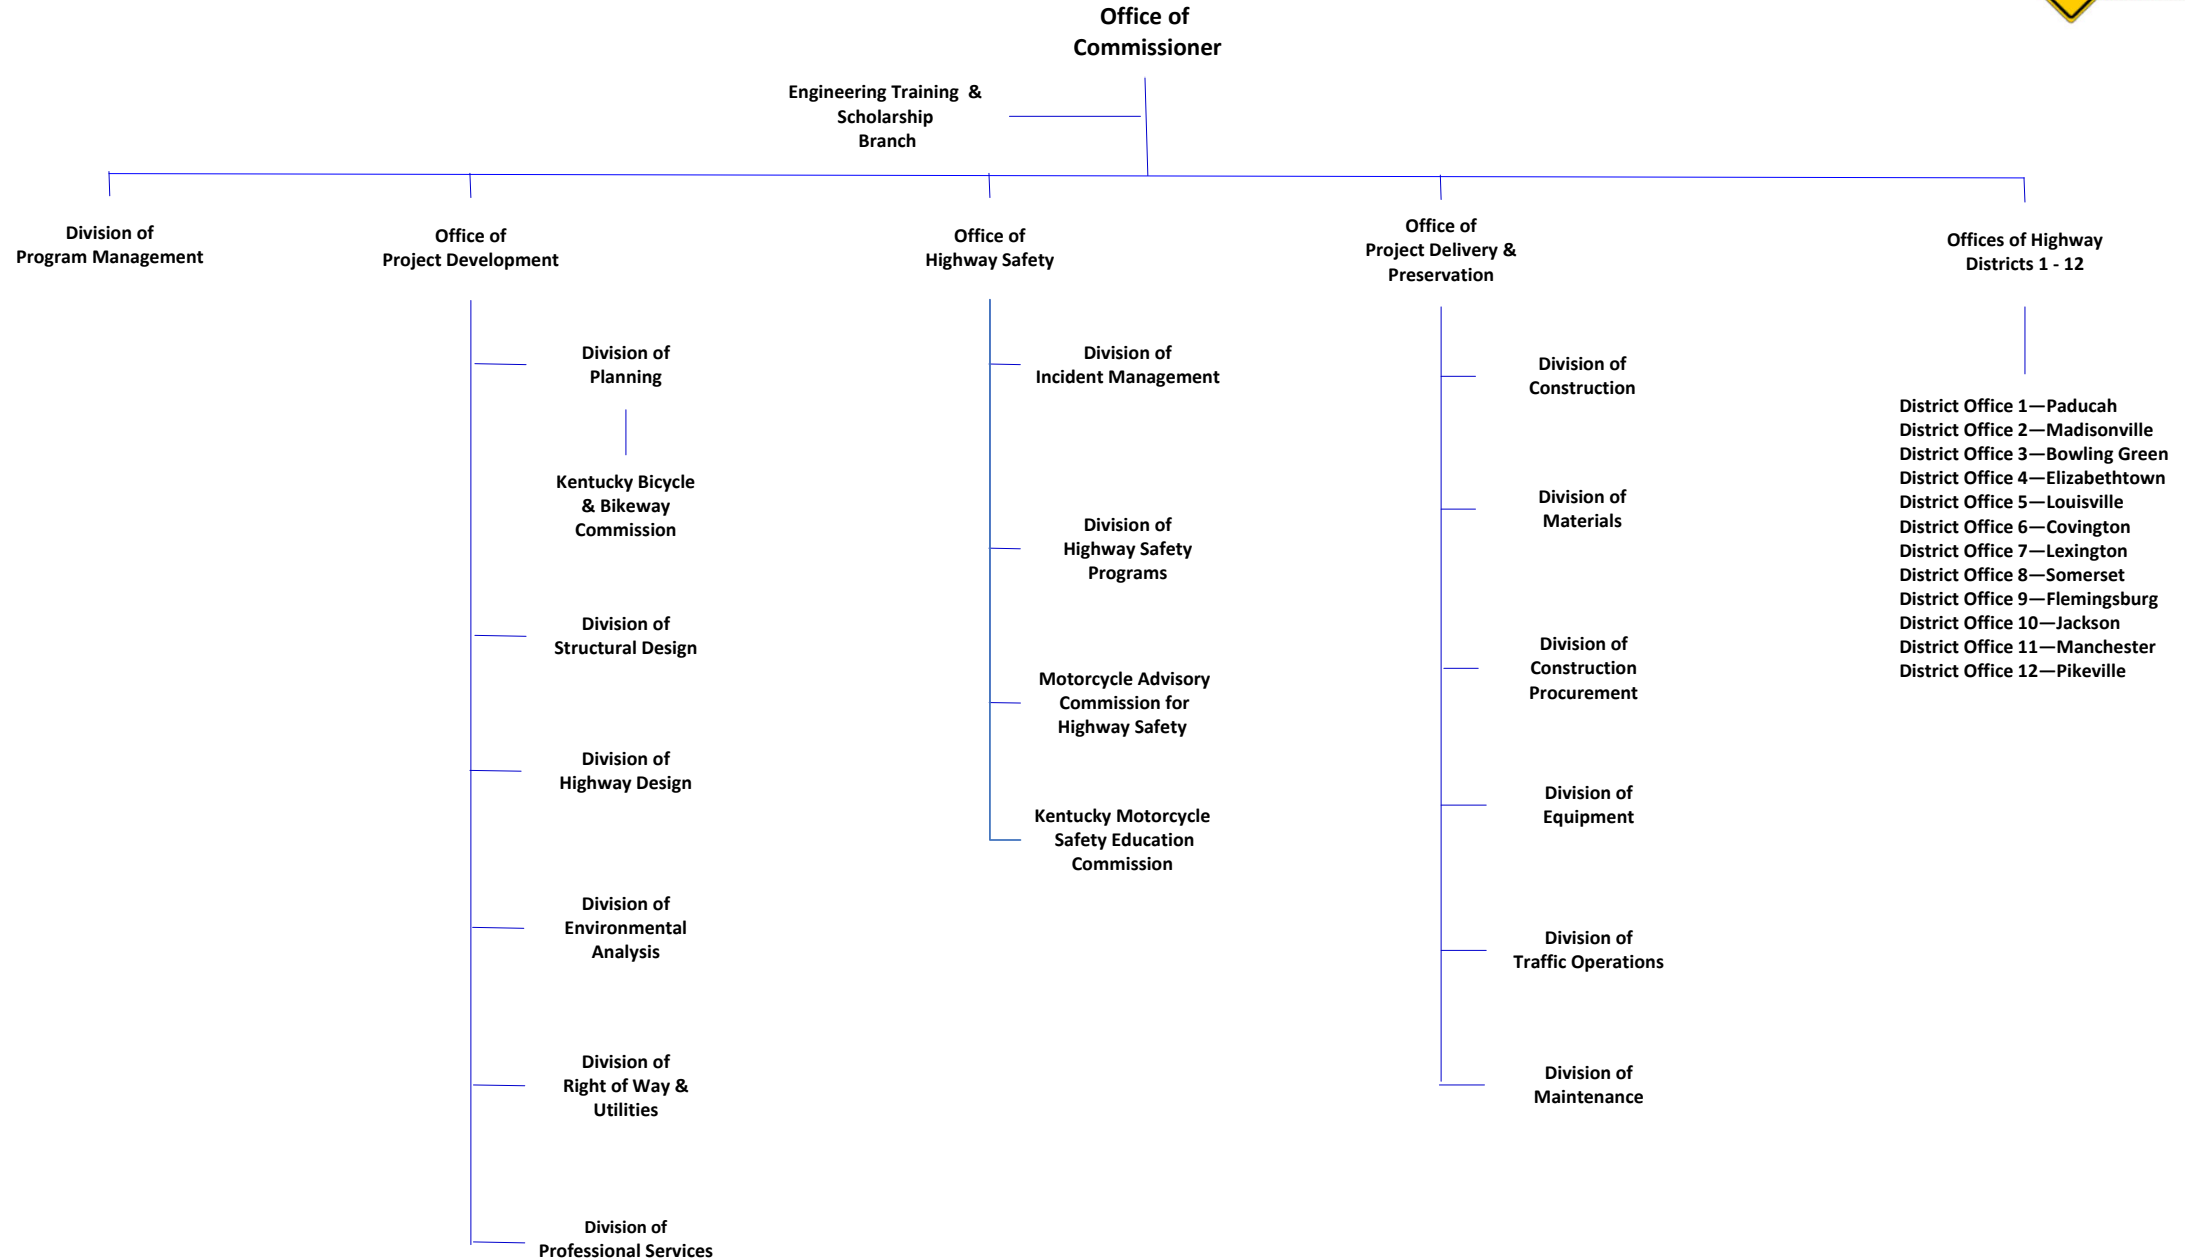 Office of
Commissioner
Engineering Training &
Scholarship
Branch
Division of
Program Management
Office of
Project Development
Office of
Highway Safety
Office of
Project Delivery &
Preservation
Offices of Highway
Districts 1 - 12
Division of
Planning
Kentucky Bicycle
& Bikeway
Commission
Division of
Structural Design
Division of
Highway Design
Division of
Environmental
Analysis
Division of
Right of Way &
Utilities
Division of
Professional Services
Division of
Incident Management
Division of
Highway Safety
Programs
Motorcycle Advisory
Commission for
Highway Safety
Kentucky Motorcycle
Safety Education
Commission
Division of
Construction
Division of
Materials
Division of
Construction
Procurement
Division of
Equipment
Division of
Traffic Operations
Division of
Maintenance
District Office 1—Paducah
District Office 2—Madisonville
District Office 3—Bowling Green
District Office 4—Elizabethtown
District Office 5—Louisville
District Office 6—Covington
District Office 7—Lexington
District Office 8—Somerset
District Office 9—Flemingsburg
District Office 10—Jackson
District Office 11—Manchester
District Office 12—Pikeville